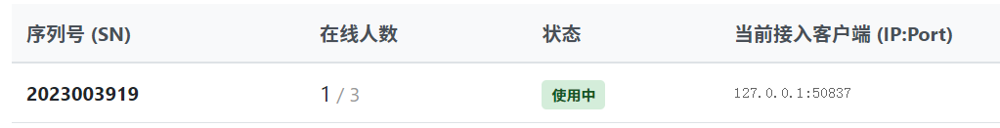 序列号 (SN) 在线人数 状态 当前接入客户端 (IP:Port)
2023003919 1 / 3 使用中 127.0.0.1:50837